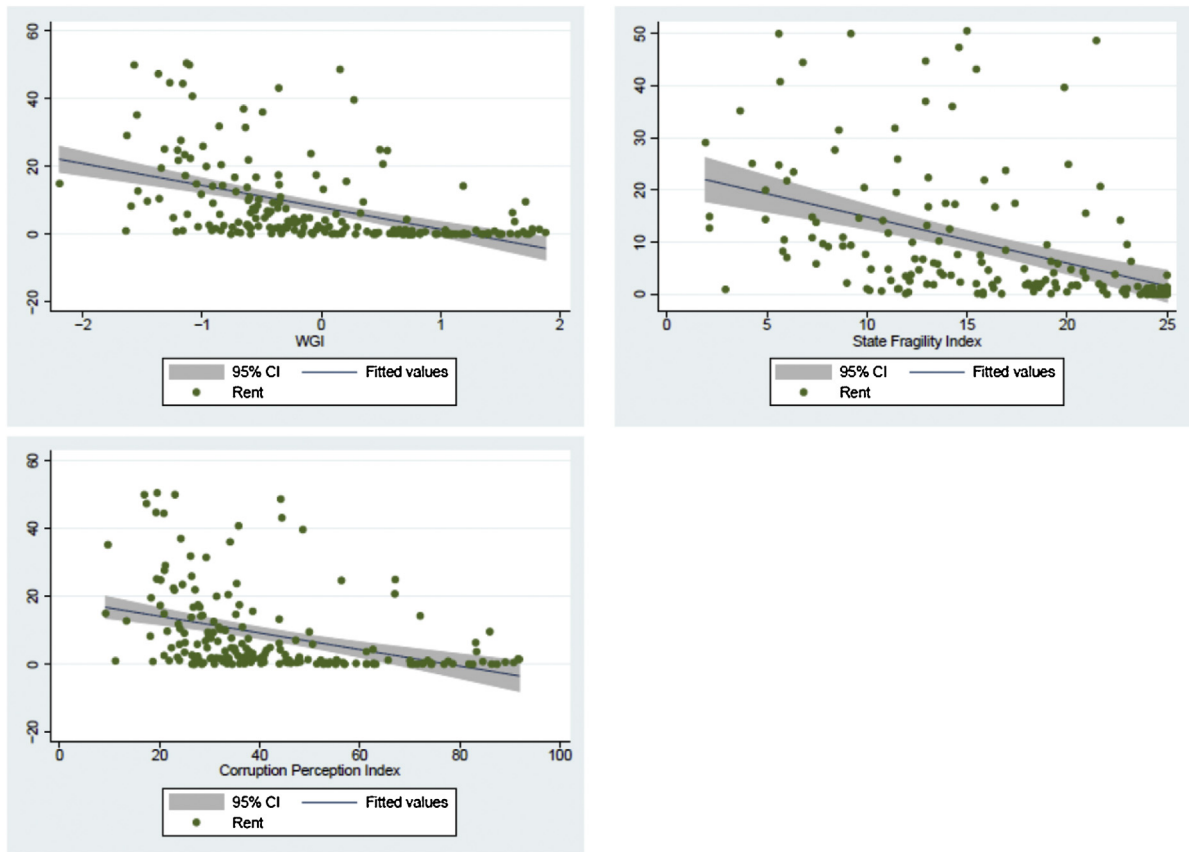 60
40
20
0
−20
−2 −1 0 1 2
WGI
95% CI Fitted values
Rent
50
40
30
20
10
0
0 5 10 15 20 25
State Fragility Index
95% CI Fitted values
Rent
60
40
20
0
−20
0 20 40 60 80 100
Corruption Perception Index
95% CI Fitted values
Rent